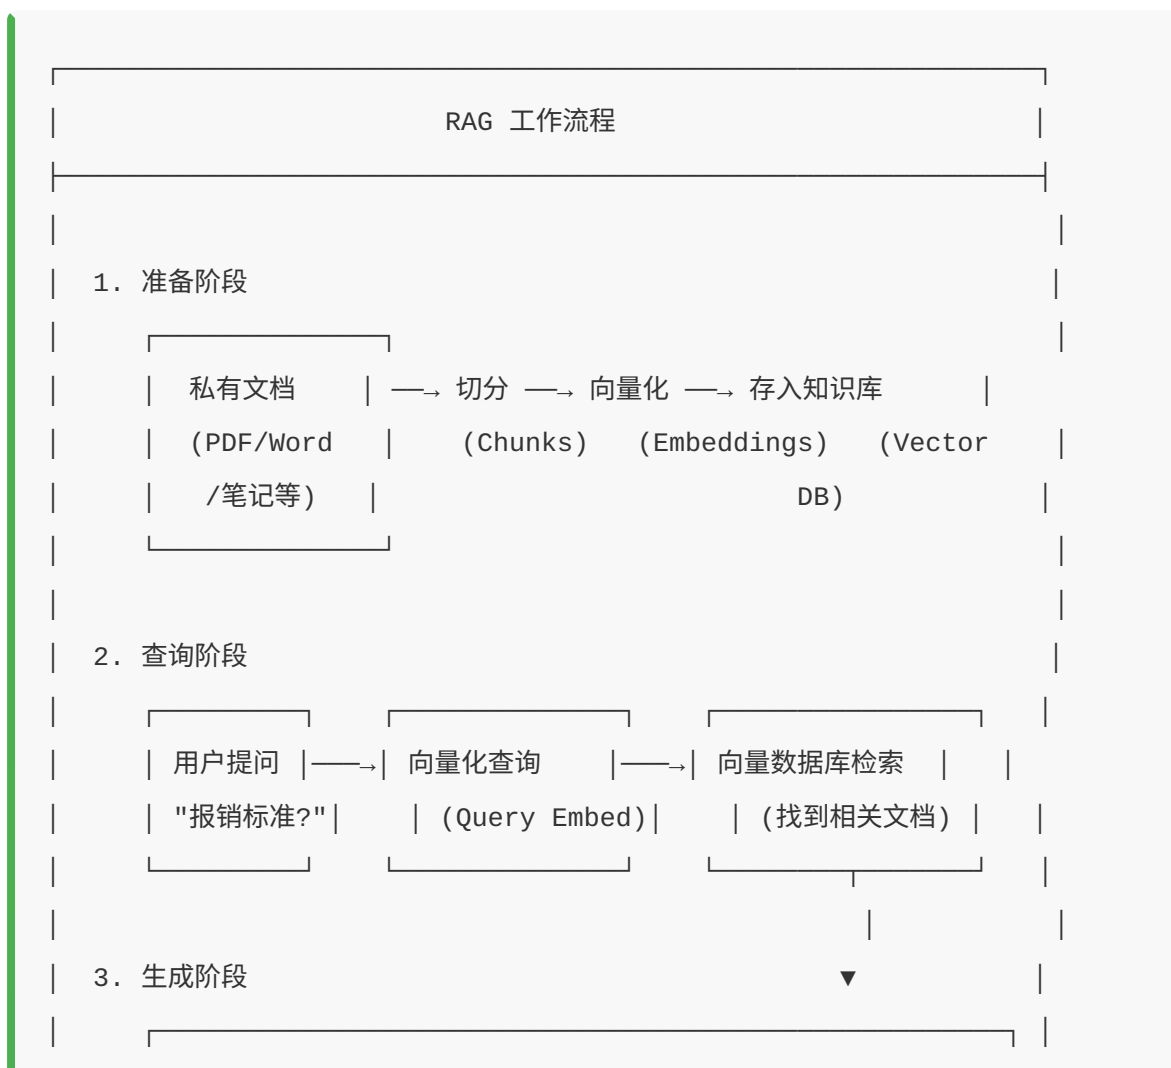 RAG 工作流程
1. 准备阶段
私有文档 ──→ 切分 ──→ 向量化 ──→ 存入知识库
(PDF/Word (Chunks) (Embeddings) (Vector
/笔记等) DB)
2. 查询阶段
用户提问 ───→ 向量化查询 ───→ 向量数据库检索
"报销标准?" (Query Embed) (找到相关文档)
3. 生成阶段 ▼